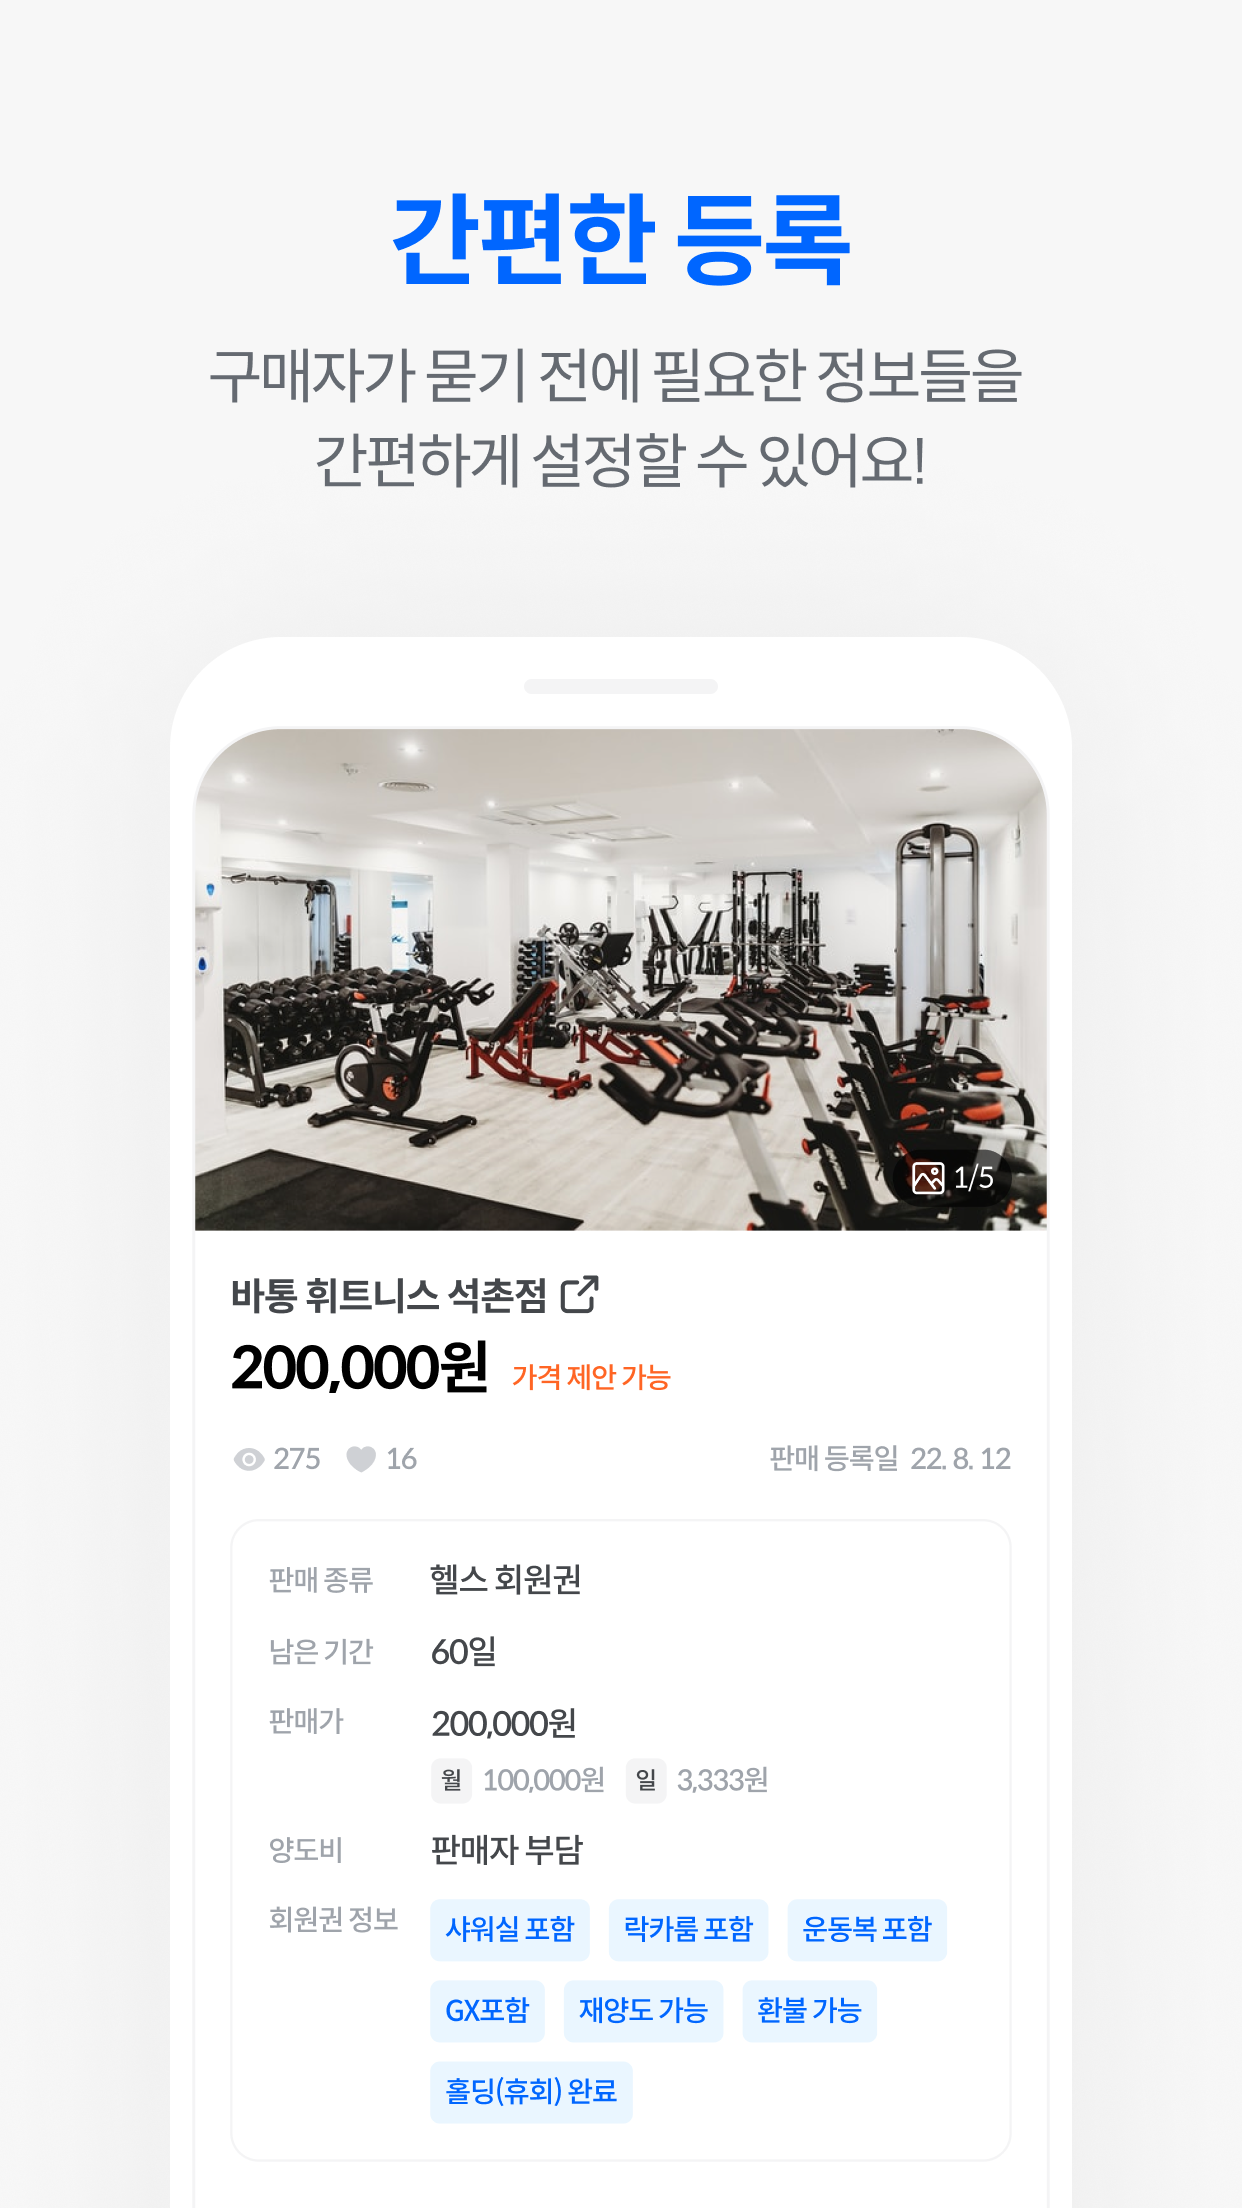 간편한 등록
구매자가 묻기 전에 필요한 정보들을
간편하게 설정할 수 있어요!
1/5
바통 휘트니스 석촌점
200,000원 가격 제안 가능
275 16 판매 등록일 22. 8. 12
판매 종류 헬스 회원권
남은 기간 60일
판매가 200,000원
월 100,000원 일 3,333원
양도비 판매자 부담
회원권 정보 샤워실 포함 락카룸 포함 운동복 포함
GX포함 재양도 가능 환불 가능
홀딩(휴회) 완료